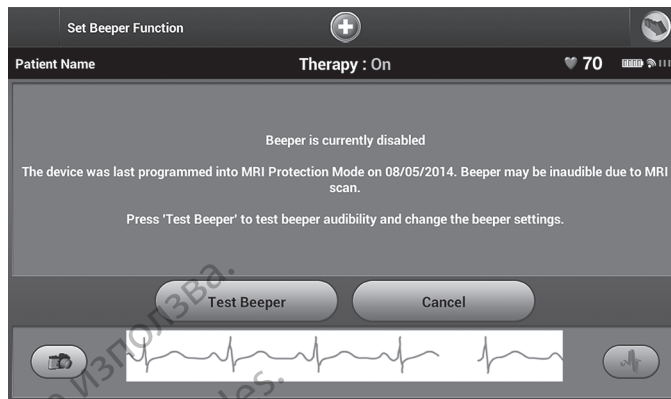 Set Beeper Function
Patient Name Therapy : On 70
Beeper is currently disabled
The device was last programmed into MRI Protection Mode on 08/05/2014. Beeper may be inaudible due to MRI
scan.
Press 'Test Beeper' to test beeper audibility and change the beeper settings.
Test Beeper Cancel
използва.